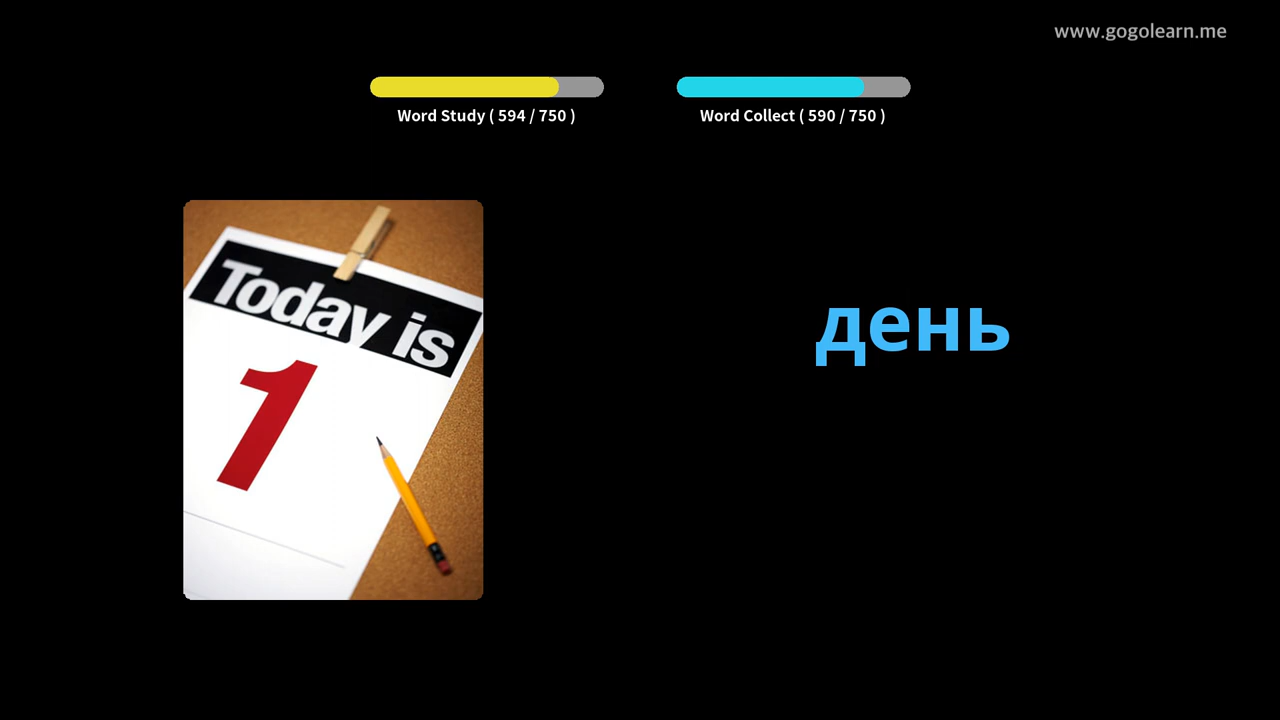 www.gogolearn.me
Word Study ( 594 / 750 )
Word Collect ( 590 / 750 )
Today is
1
день